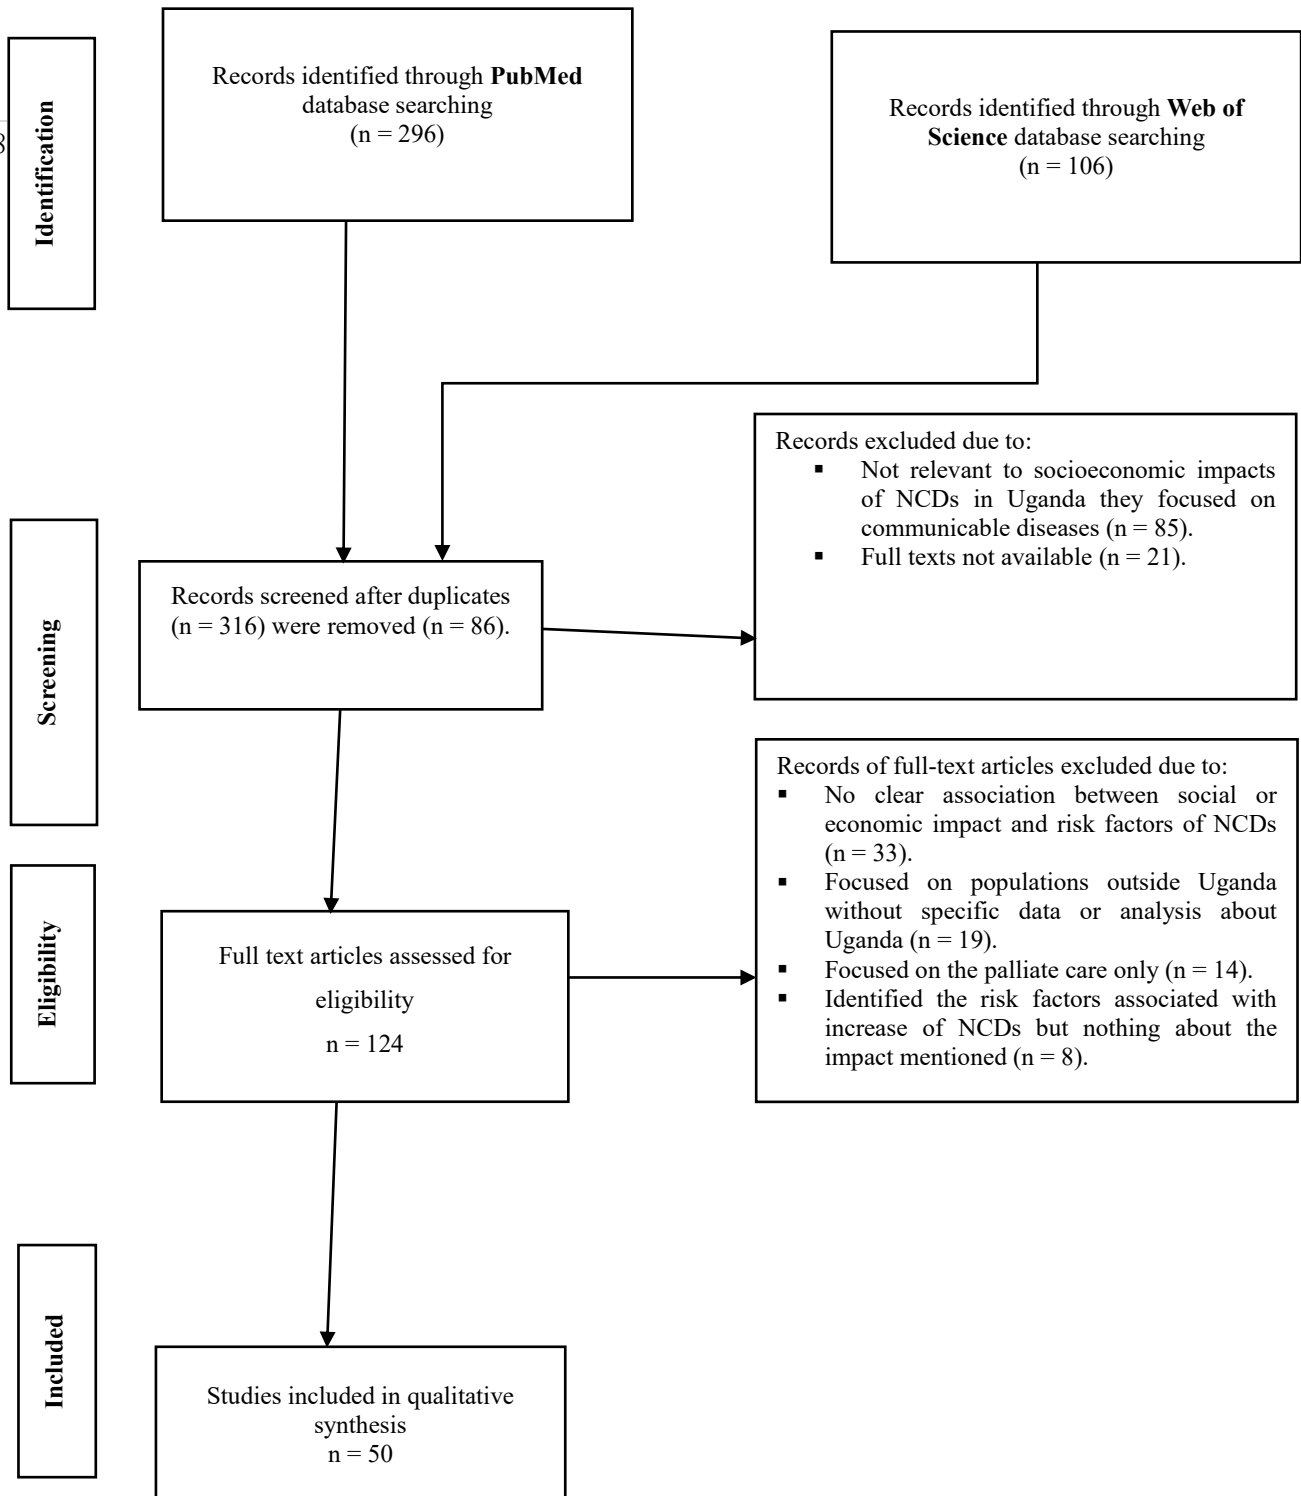 Identification
Records identified through PubMed
database searching
(n = 296)
Records identified through Web of
Science database searching
(n = 106)
8
Screening
Records screened after duplicates
(n = 316) were removed (n = 86).
Records excluded due to:
▪ Not relevant to socioeconomic impacts
of NCDs in Uganda they focused on
communicable diseases (n = 85).
▪ Full texts not available (n = 21).
Eligibility
Full text articles assessed for
eligibility
n = 124
Records of full-text articles excluded due to:
▪ No clear association between social or
economic impact and risk factors of NCDs
(n = 33).
▪ Focused on populations outside Uganda
without specific data or analysis about
Uganda (n = 19).
▪ Focused on the palliate care only (n = 14).
▪ Identified the risk factors associated with
increase of NCDs but nothing about the
impact mentioned (n = 8).
Included
Studies included in qualitative
synthesis
n = 50